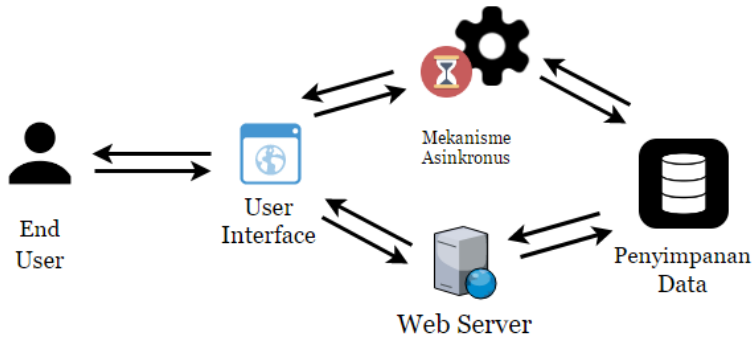 Mekanisme
Asinkronus
End
User
User
Interface
Penyimpanan
Data
Web Server